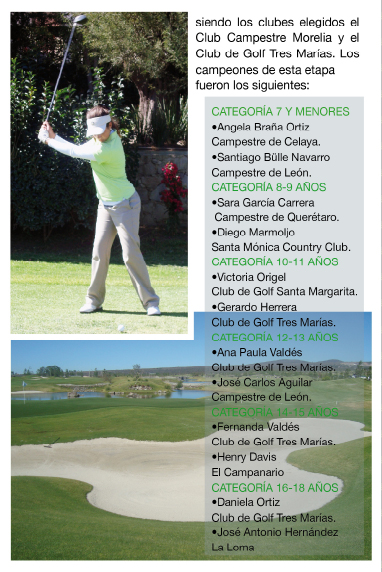 siendo los clubes elegidos el
Club Campestre Morelia y el
Club de Golf Tres Marías. Los
campeones de esta etapa
fueron los siguientes:
CATEGORÍA 7 Y MENORES
•Angela Braña Ortiz
Campestre de Celaya.
•Santiago Bülle Navarro
Campestre de León.
CATEGORÍA 8-9 AÑOS
•Sara García Carrera
Campestre de Querétaro.
•Diego Marmoljo
Santa Mónica Country Club.
CATEGORÍA 10-11 AÑOS
•Victoria Origel
Club de Golf Santa Margarita.
•Gerardo Herrera
Club de Golf Tres Marías.
CATEGORÍA 12-13 AÑOS
•Ana Paula Valdés
Club de Golf Tres Marías.
•José Carlos Aguilar
Campestre de León.
CATEGORÍA 14-15 AÑOS
•Fernanda Valdés
Club de Golf Tres Marías.
•Henry Davis
El Campanario
CATEGORÍA 16-18 AÑOS
•Daniela Ortiz
Club de Golf Tres Marías.
•José Antonio Hernández
La Loma